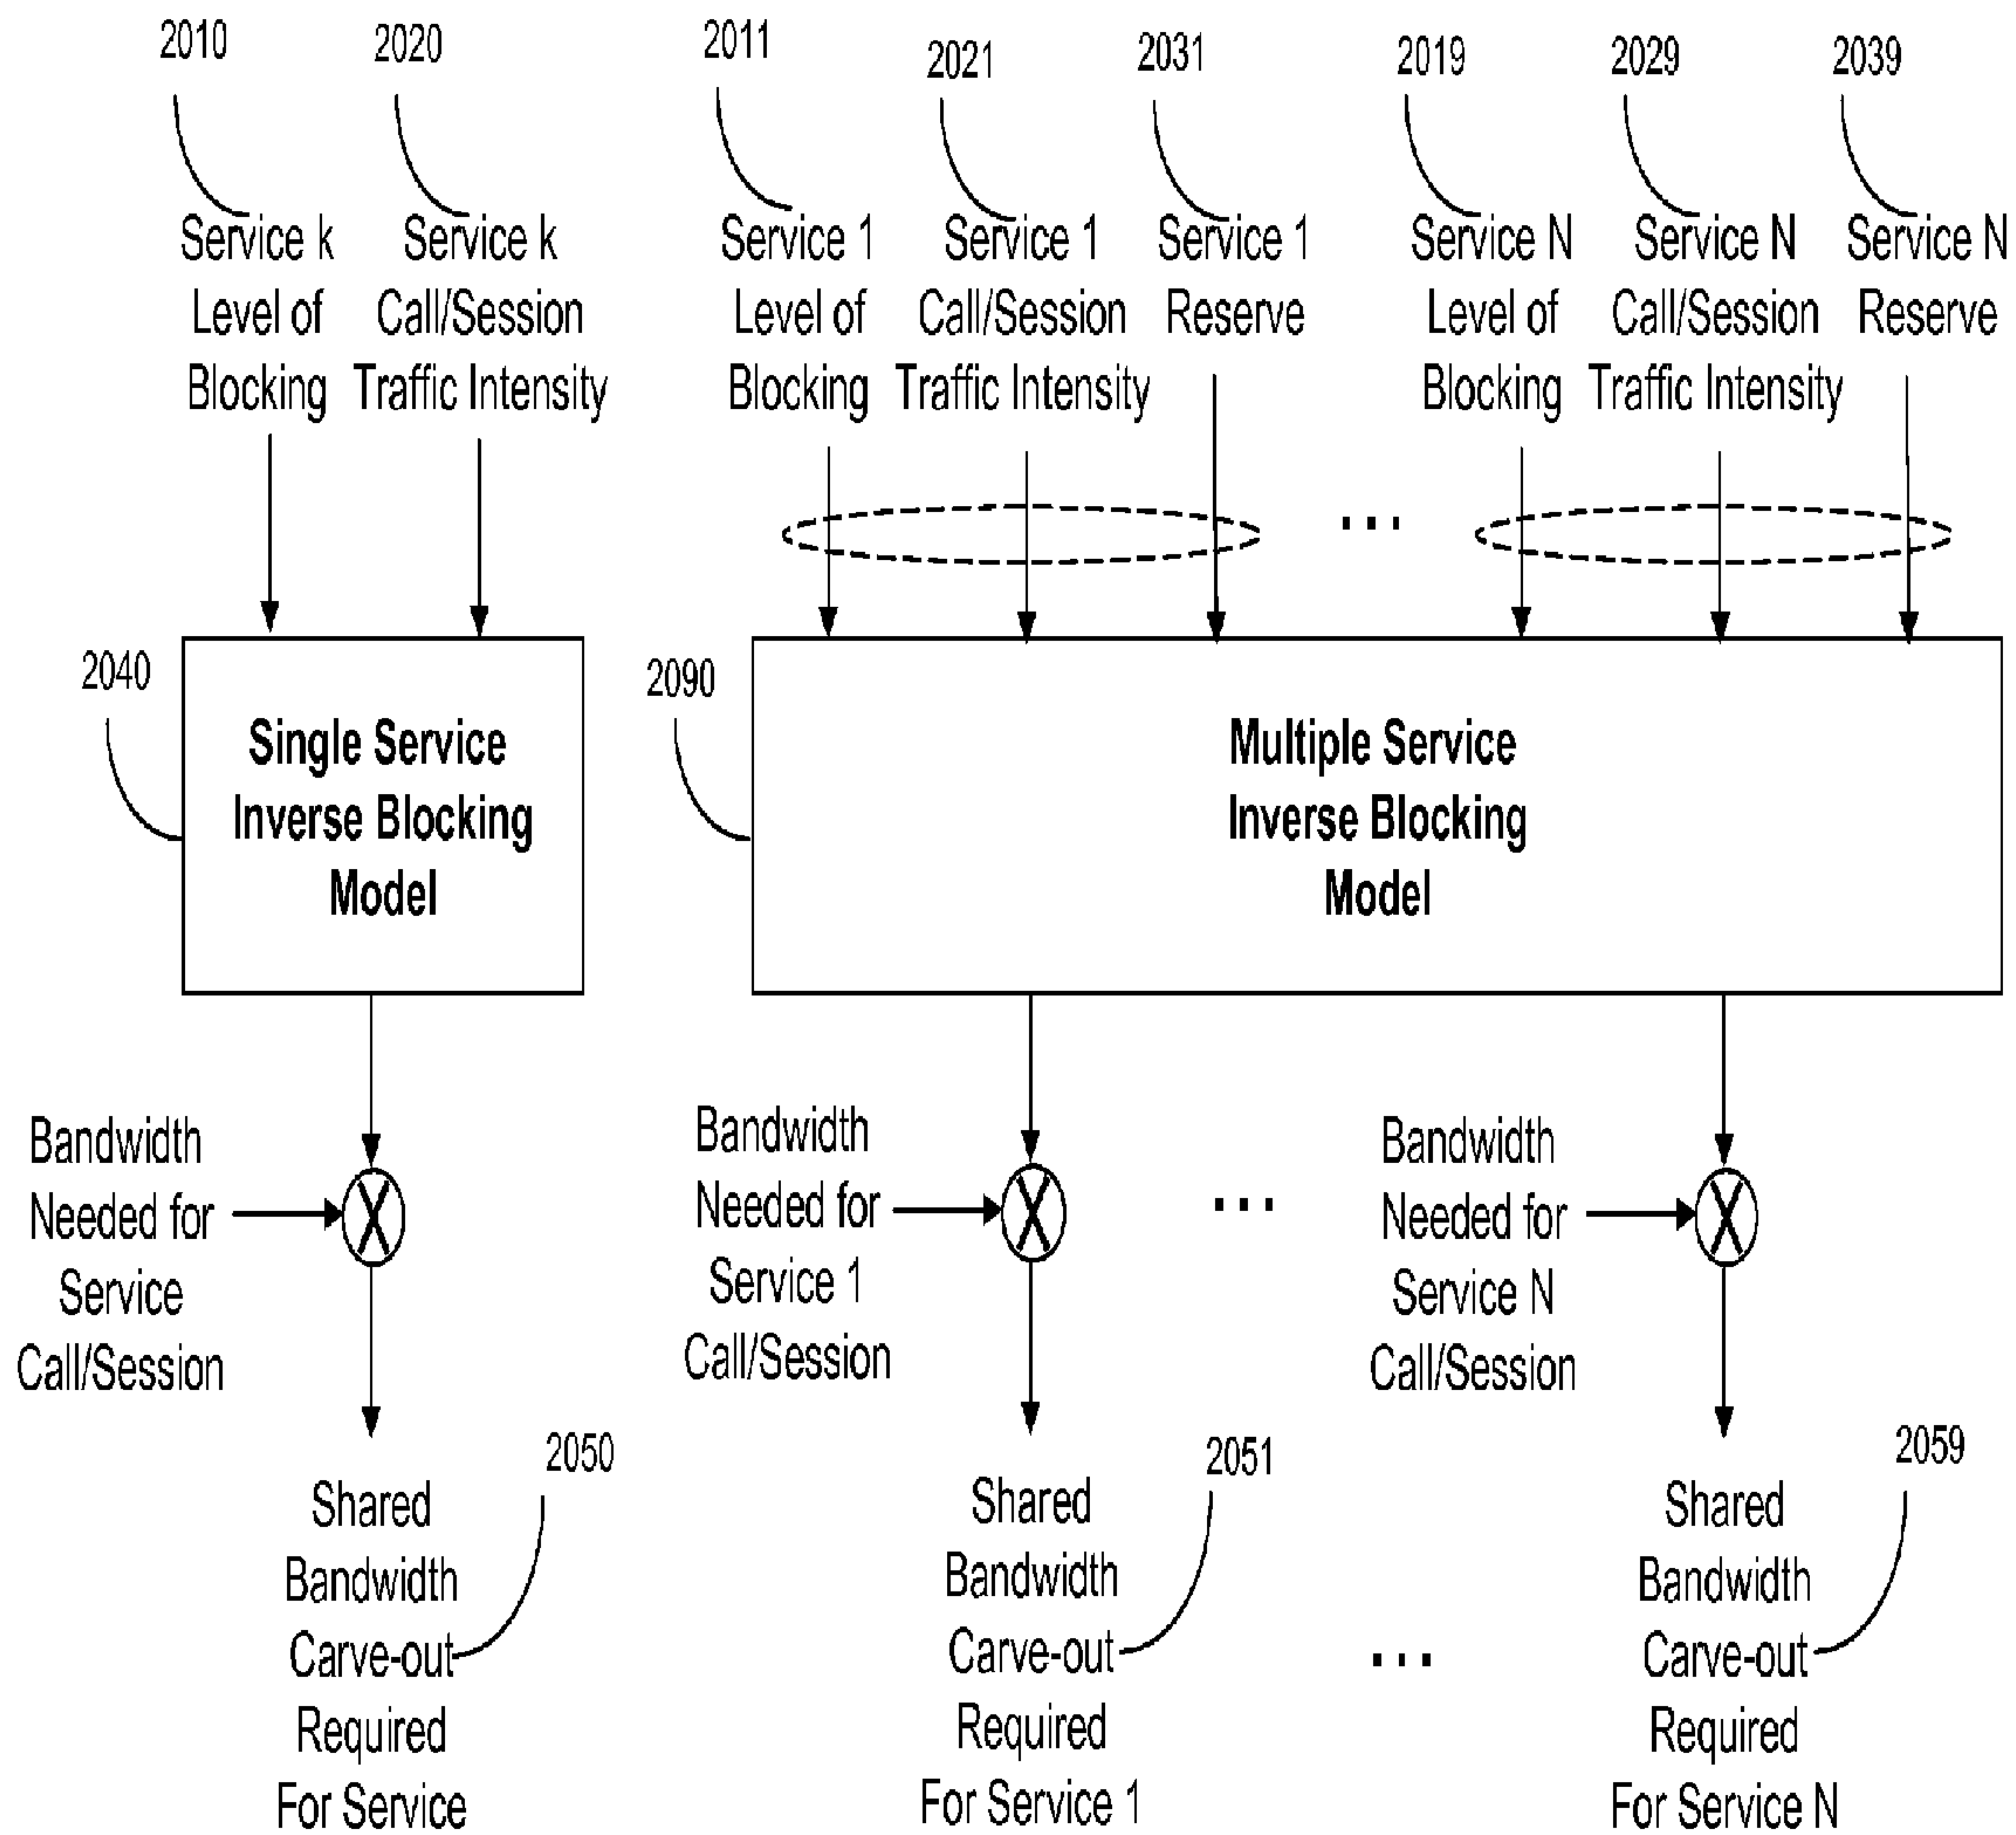 2010
2020
2011
2021
2031
2019
2029
2039
Service k
Level of
Blocking
Service k
Call/Session
Traffic Intensity
Service 1
Level of
Blocking
Service 1
Call/Session
Traffic Intensity
Service 1
Reserve
...
Service N
Level of
Blocking
Service N
Call/Session
Traffic Intensity
Service N
Reserve
2040
Single Service
Inverse Blocking
Model
2090
Multiple Service
Inverse Blocking
Model
Bandwidth
Needed for
Service
Call/Session
X
Bandwidth
Needed for
Service 1
Call/Session
X
...
Bandwidth
Needed for
Service N
Call/Session
X
2050
Shared
Bandwidth
Carve-out
Required
For Service
2051
Shared
Bandwidth
Carve-out
Required
For Service 1
...
2059
Shared
Bandwidth
Carve-out
Required
For Service N